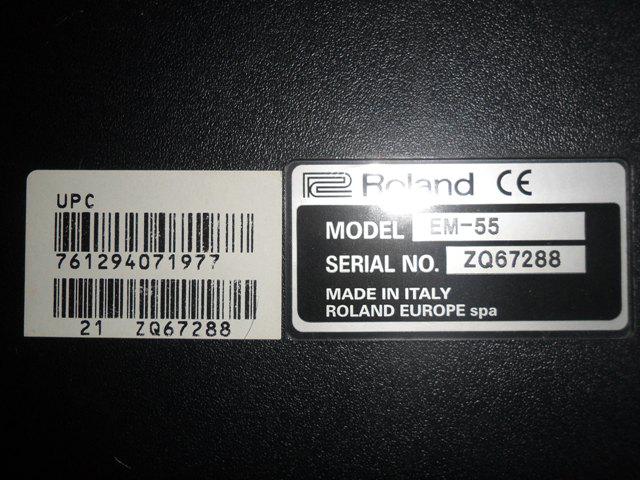 UPC
761294071977
21 ZQ67288
Roland CE
MODEL EM-55
SERIAL NO. ZQ67288
MADE IN ITALY
ROLAND EUROPE spa